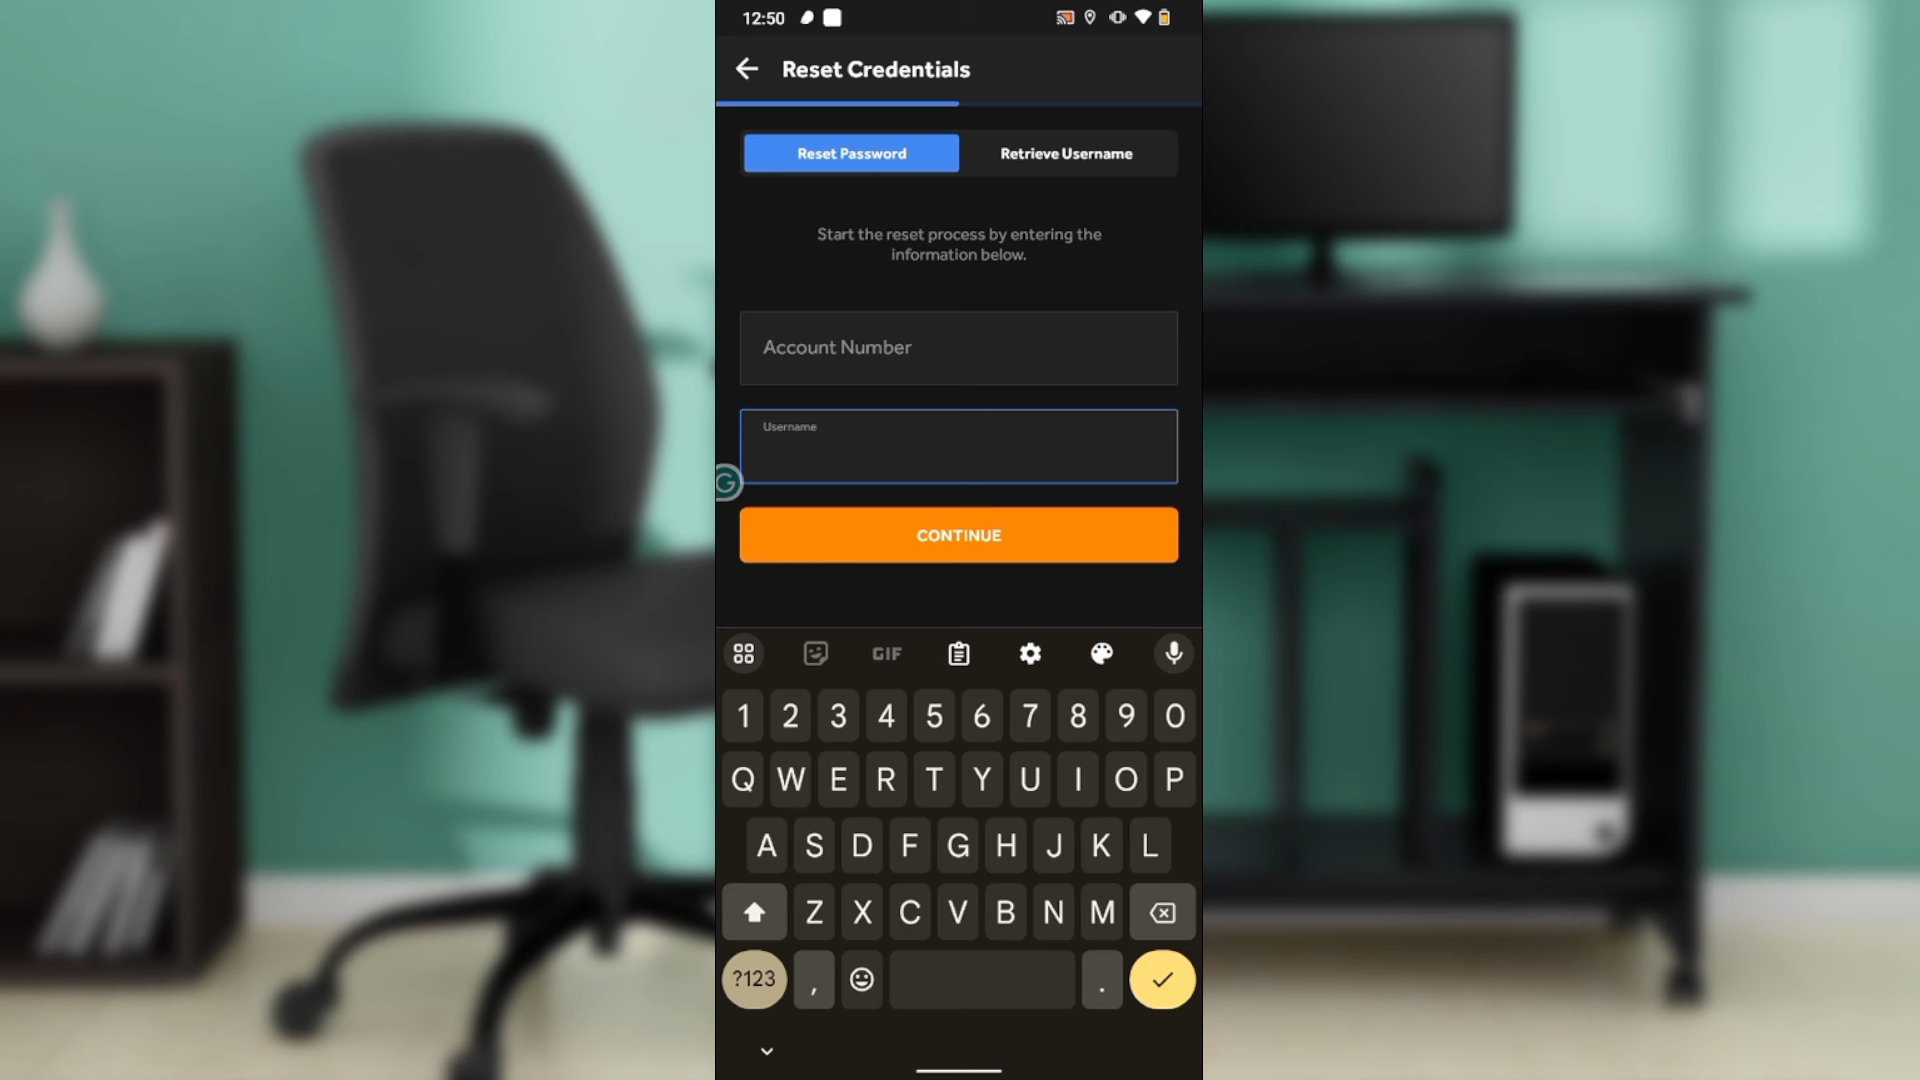 12:50
Reset Credentials
Reset Password Retrieve Username
Start the reset process by entering the
information below.
Account Number
Username
G
CONTINUE
GIF
1 2 3 4 5 6 7 8 9 0
Q W E R T Y U I O P
A S D F G H J K L
Z X C V B N M
?123 , .